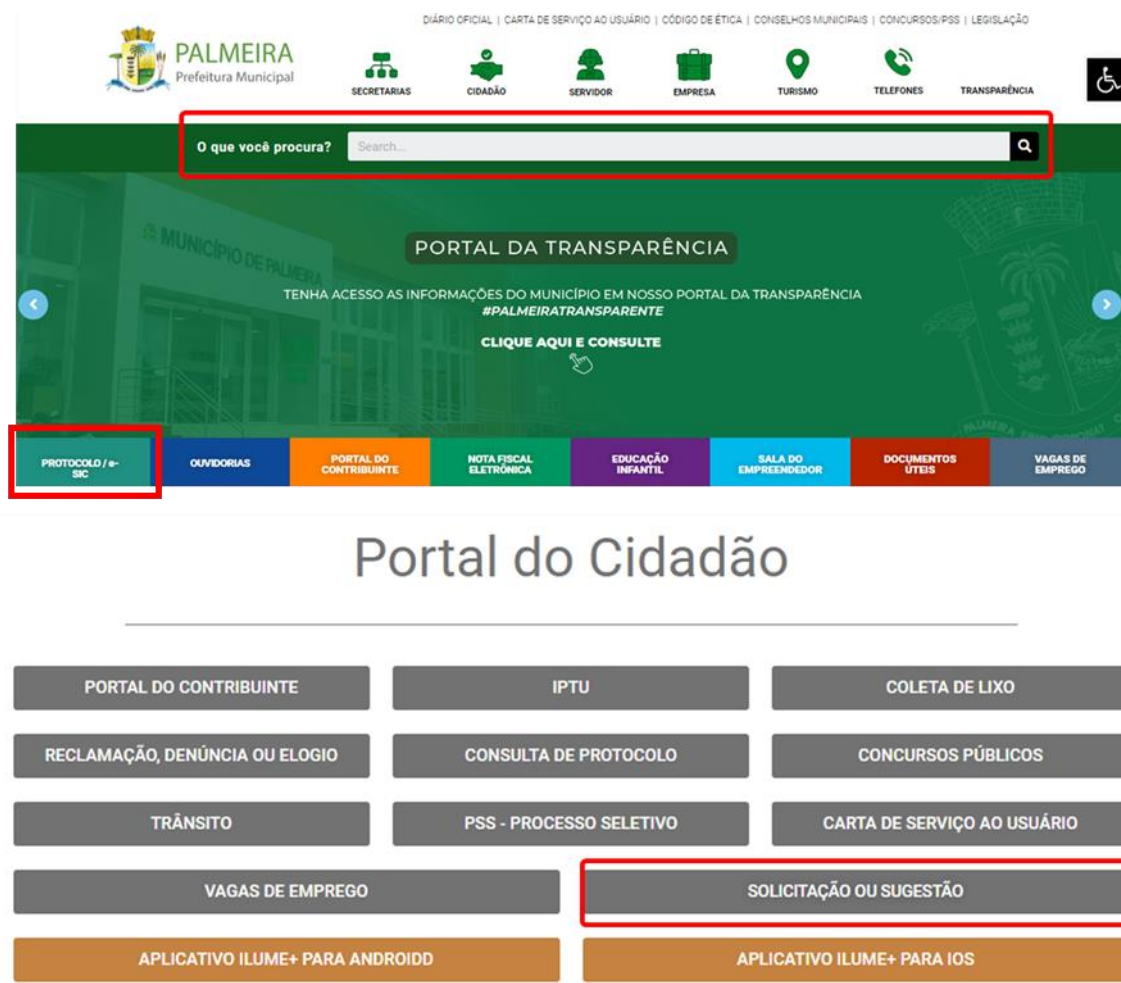 DIÁRIO OFICIAL | CARTA DE SERVIÇO AO USUÁRIO | CÓDIGO DE ÉTICA | CONSELHOS MUNICIPAIS | CONCURSOS/PSS | LEGISLAÇÃO
PALMEIRA
Prefeitura Municipal
SECRETARIAS
CIDADÃO
SERVIDOR
EMPRESA
TURISMO
TELEFONES
TRANSPARÊNCIA
O que você procura?
Search...
MUNICÍPIO DE PALMEIRA
PORTAL DA TRANSPARÊNCIA
TENHA ACESSO AS INFORMAÇÕES DO MUNICÍPIO EM NOSSO PORTAL DA TRANSPARÊNCIA
#PALMEIRATRANSPARENTE
CLIQUE AQUI E CONSULTE
PROTOCOLO / e-
SIC
OUVIDORIAS
PORTAL DO
CONTRIBUINTE
NOTA FISCAL
ELETRÔNICA
EDUCAÇÃO
INFANTIL
SALA DO
EMPREENDEDOR
DOCUMENTOS
ÚTEIS
VAGAS DE
EMPREGO
Portal do Cidadão
PORTAL DO CONTRIBUINTE
IPTU
COLETA DE LIXO
RECLAMAÇÃO, DENÚNCIA OU ELOGIO
CONSULTA DE PROTOCOLO
CONCURSOS PÚBLICOS
TRÂNSITO
PSS - PROCESSO SELETIVO
CARTA DE SERVIÇO AO USUÁRIO
VAGAS DE EMPREGO
SOLICITAÇÃO OU SUGESTÃO
APLICATIVO ILUME+ PARA ANDROIDD
APLICATIVO ILUME+ PARA IOS